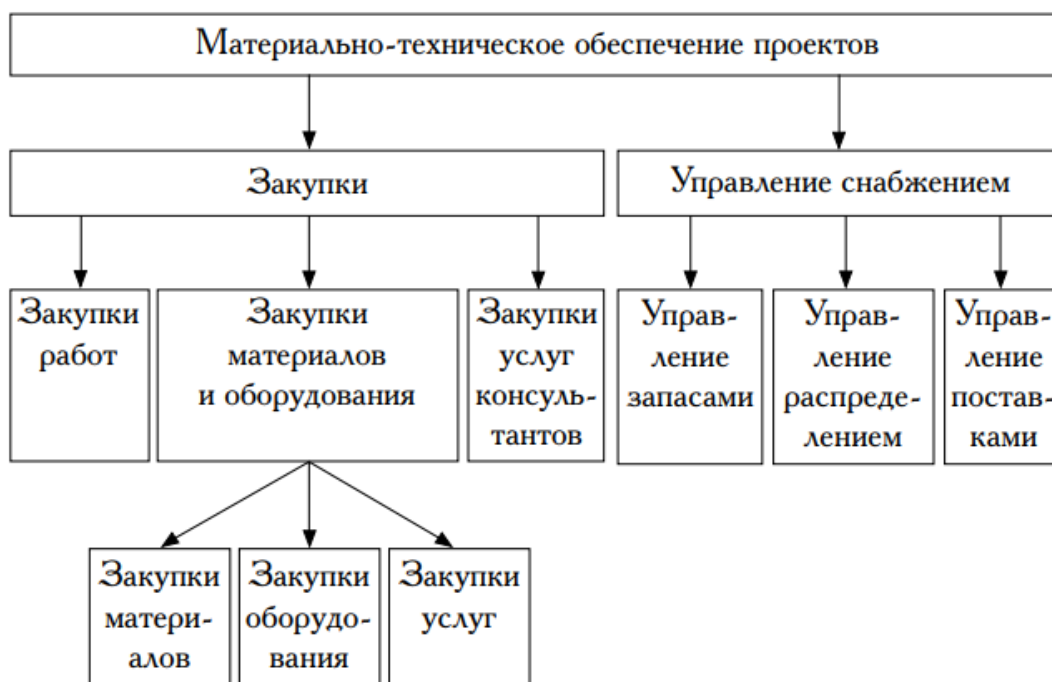 Материально-техническое обеспечение проектов
Закупки
Управление снабжением
Закупки
работ
Закупки
материалов
и оборудования
Закупки
услуг
консуль-
тантов
Управ-
ление
запасами
Управ-
ление
распреде-
лением
Управ-
ление
постав-
ками
Закупки
матери-
алов
Закупки
оборудо-
вания
Закупки
услуг